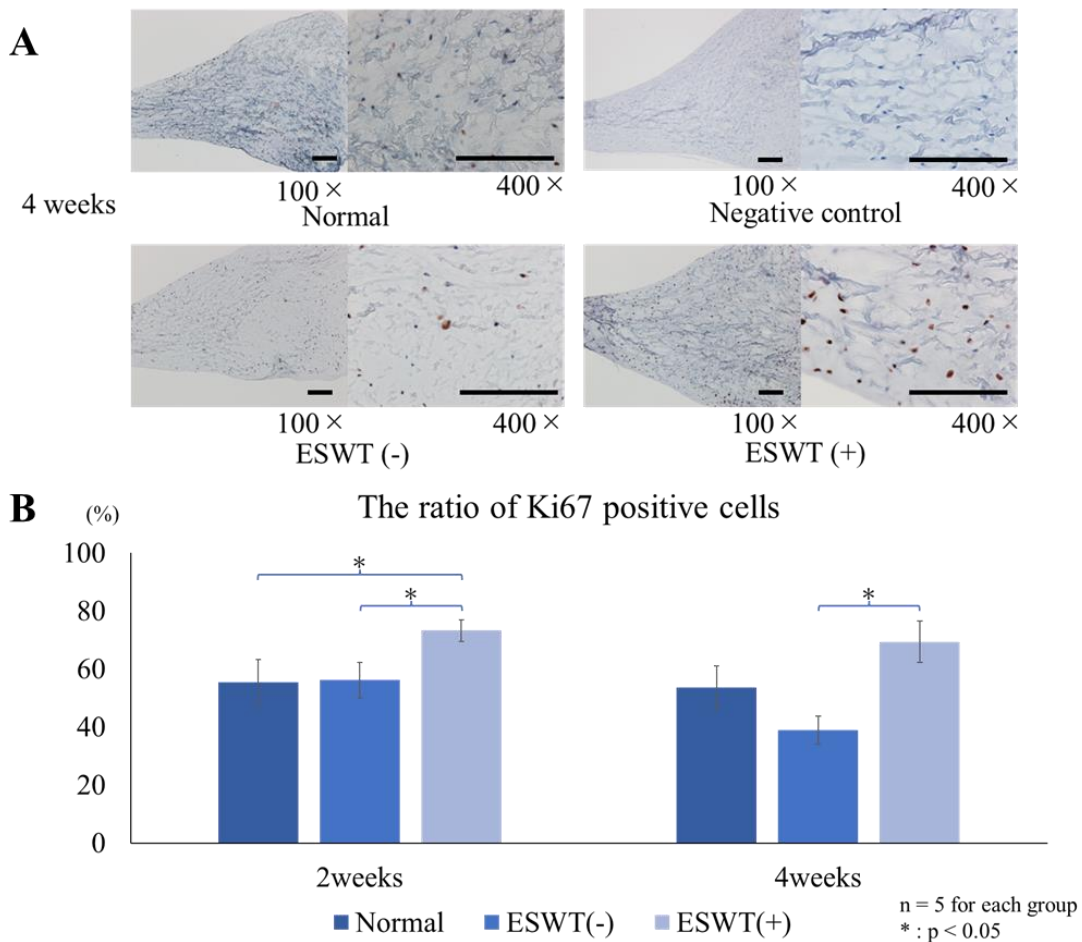 A
100 ×
400 ×
Normal
100 ×
400 ×
Negative control
4 weeks
100 ×
400 ×
ESWT (-)
100 ×
400 ×
ESWT (+)
B
(%)
The ratio of Ki67 positive cells
100
80
60
40
20
0
*
*
*
2weeks
4weeks
Normal
ESWT(-)
ESWT(+)
n = 5 for each group
* : p < 0.05